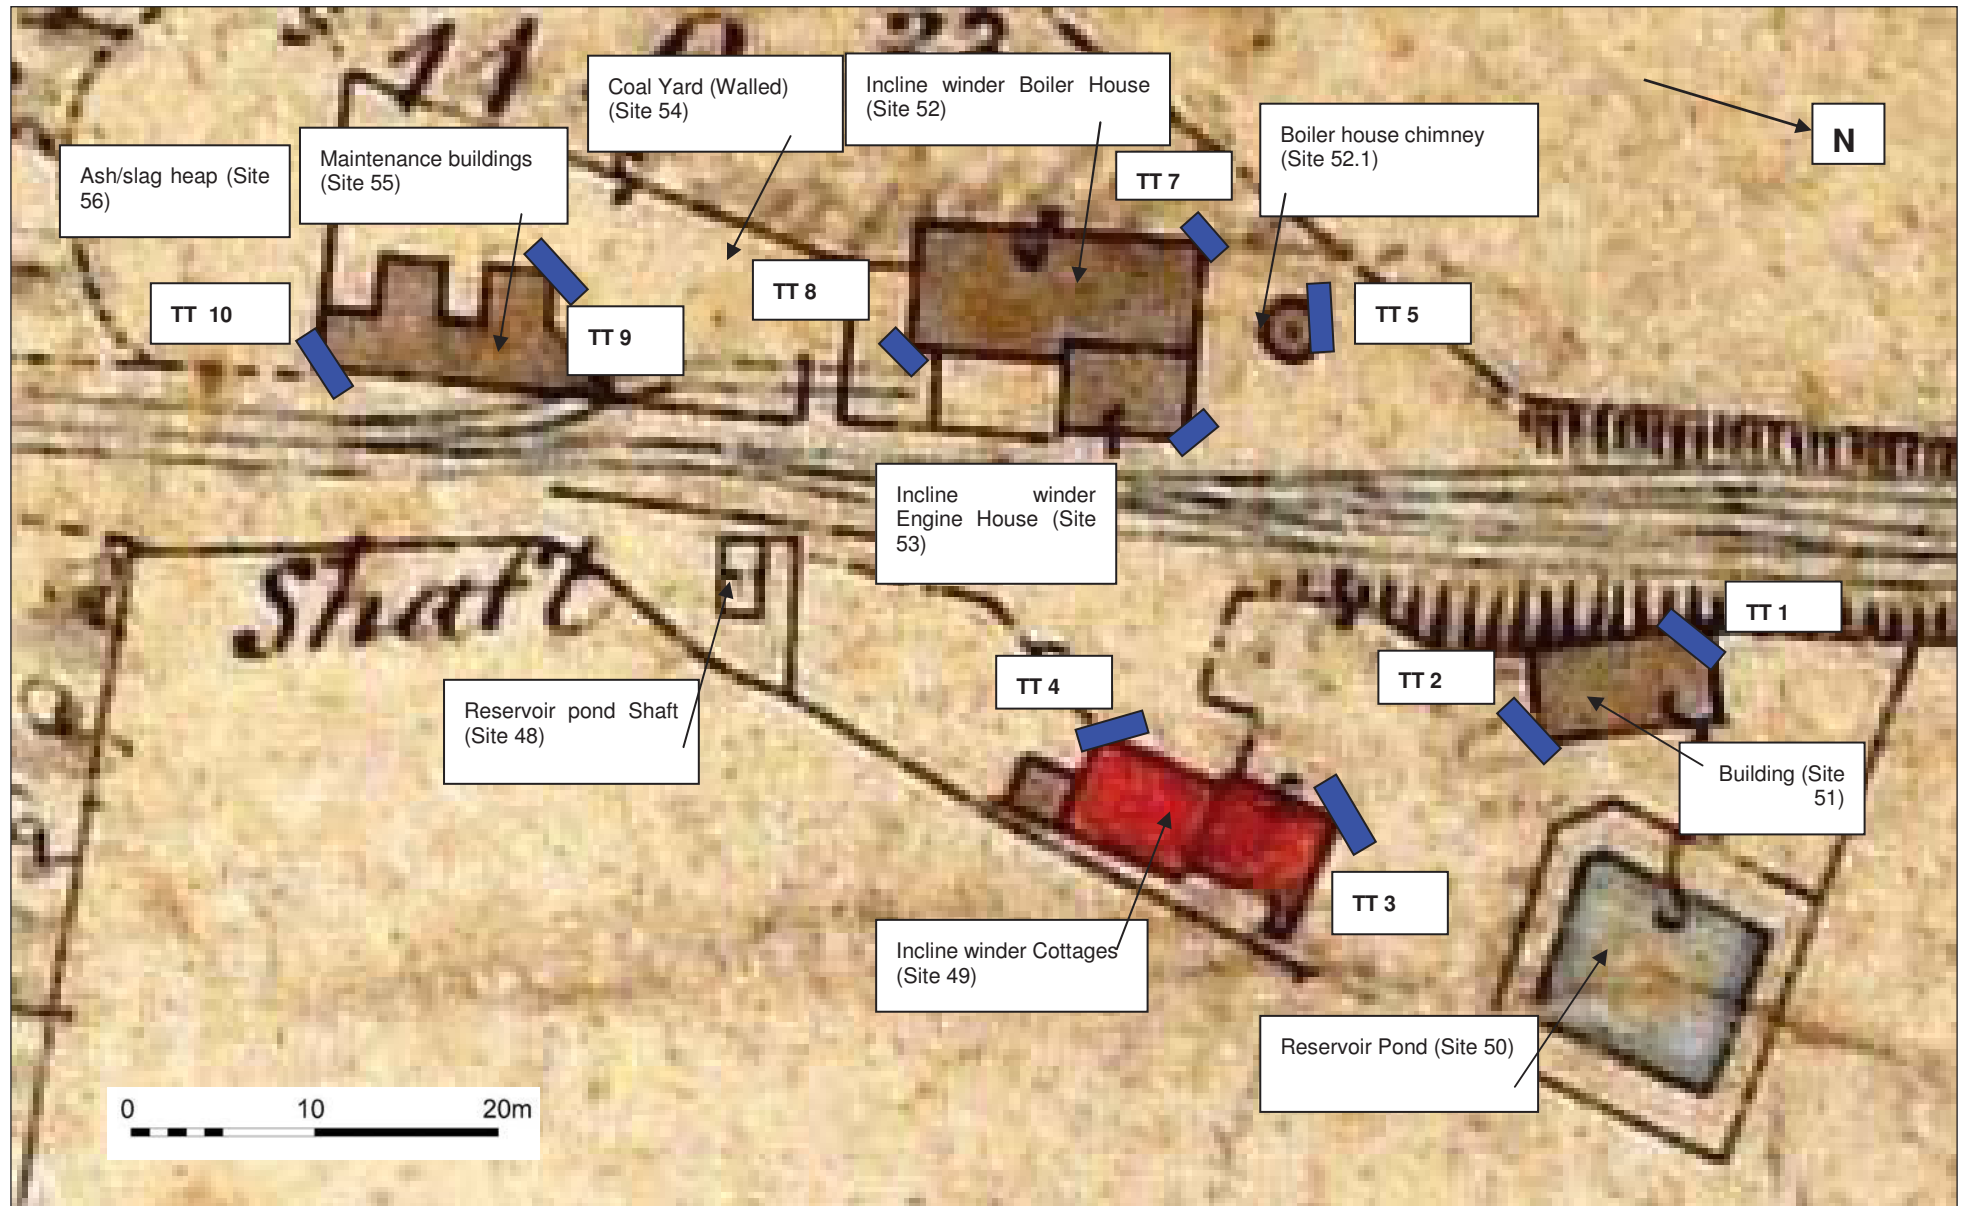 11 0 23
Coal Yard (Walled)
(Site 54)
Incline winder Boiler House
(Site 52)
Boiler house chimney
(Site 52.1)
N
Maintenance buildings
(Site 55)
Ash/slag heap (Site
56)
TT 7
TT 8
TT 10
TT 9
TT 5
Incline winder
Engine House (Site
53)
Shaft
TT 1
TT 2
TT 4
Reservoir pond Shaft
(Site 48)
Building (Site
51)
TT 3
Incline winder Cottages
(Site 49)
Reservoir Pond (Site 50)
0 10 20m